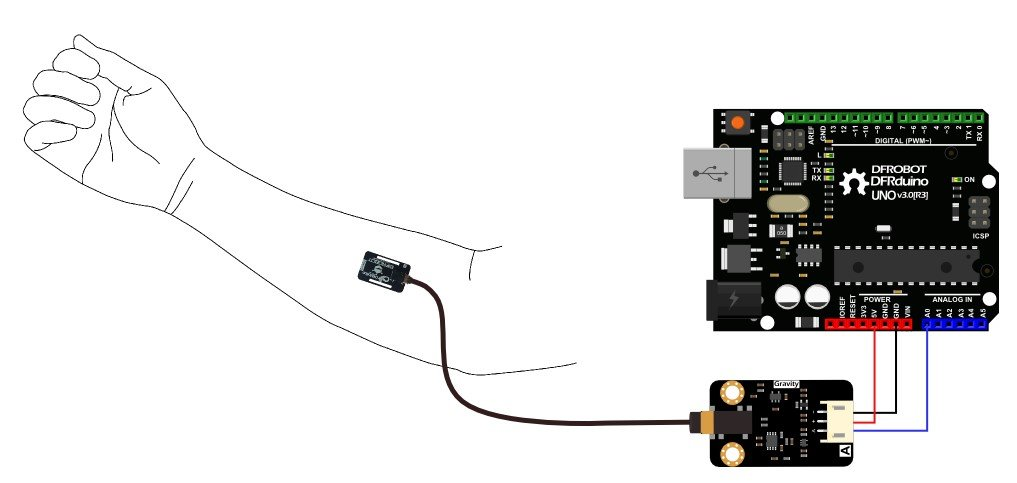 AREF
GND
13
12
~11
~10
~9
8
7
~6
~5
4
~3
2
TX 1
RX 0
DIGITAL (PWM~)
L
TX
RX
DFROBOT
DFRduino
UNO v3.0[R3]
ON
ICSP
POWER
ANALOG IN
IOREF
RESET
3V3
5V
GND
GND
VIN
A0
A1
A2
A3
A4
A5
Gravity
A